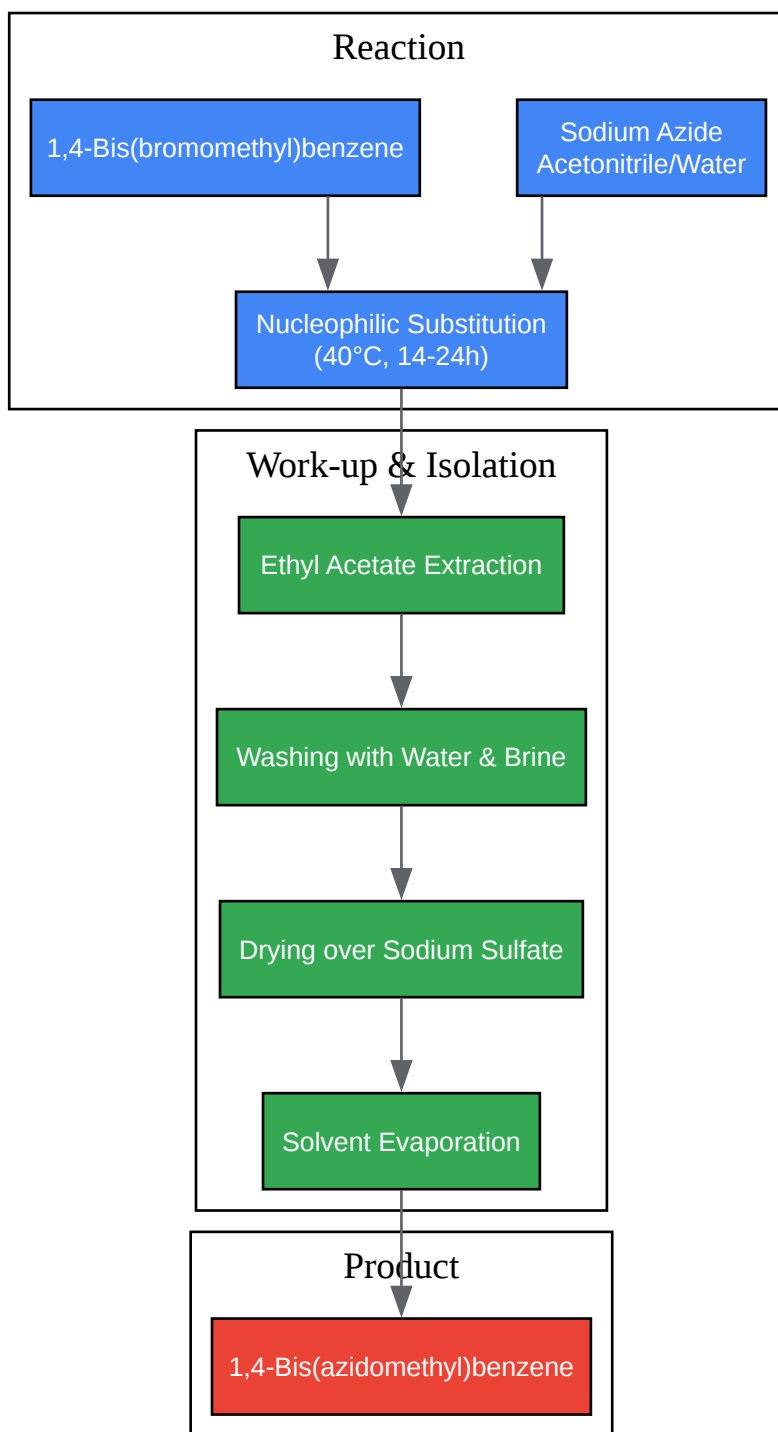 Reaction
1,4-Bis(bromomethyl)benzene
Sodium Azide
Acetonitrile/Water
Nucleophilic Substitution
(40°C, 14-24h)
Work-up & Isolation
Ethyl Acetate Extraction
Washing with Water & Brine
Drying over Sodium Sulfate
Solvent Evaporation
Product
1,4-Bis(azidomethyl)benzene